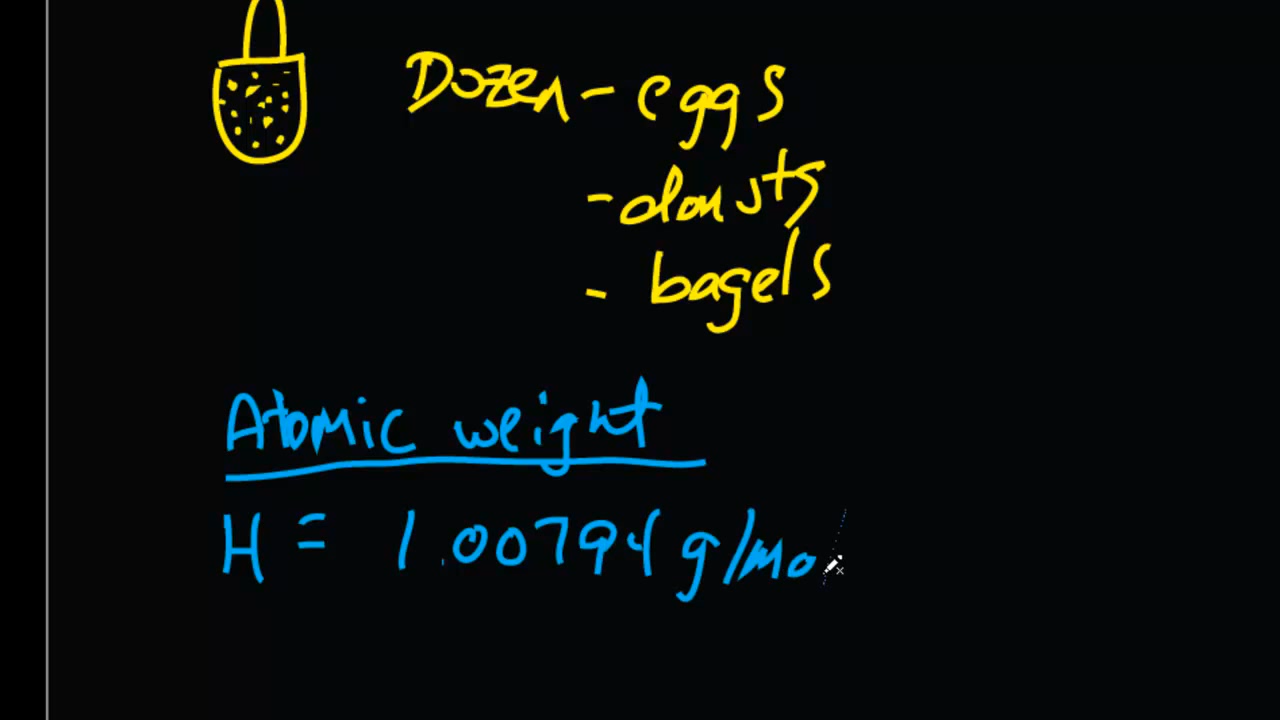 Dozen - eggs
- donuts
- bagels
Atomic weight
H = 1.00794 g/mo